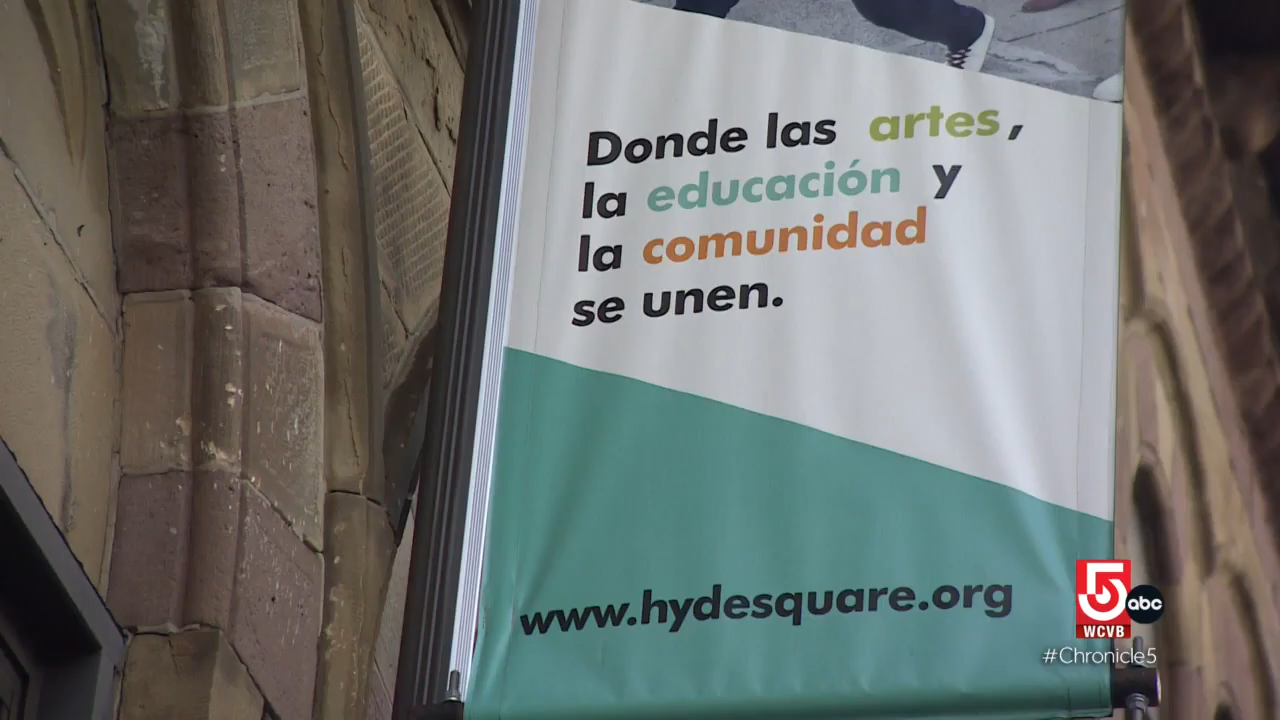 Donde las artes,
la educación y
la comunidad
se unen.
www.hydesquare.org
5
abc
WCVB
#Chronicle5